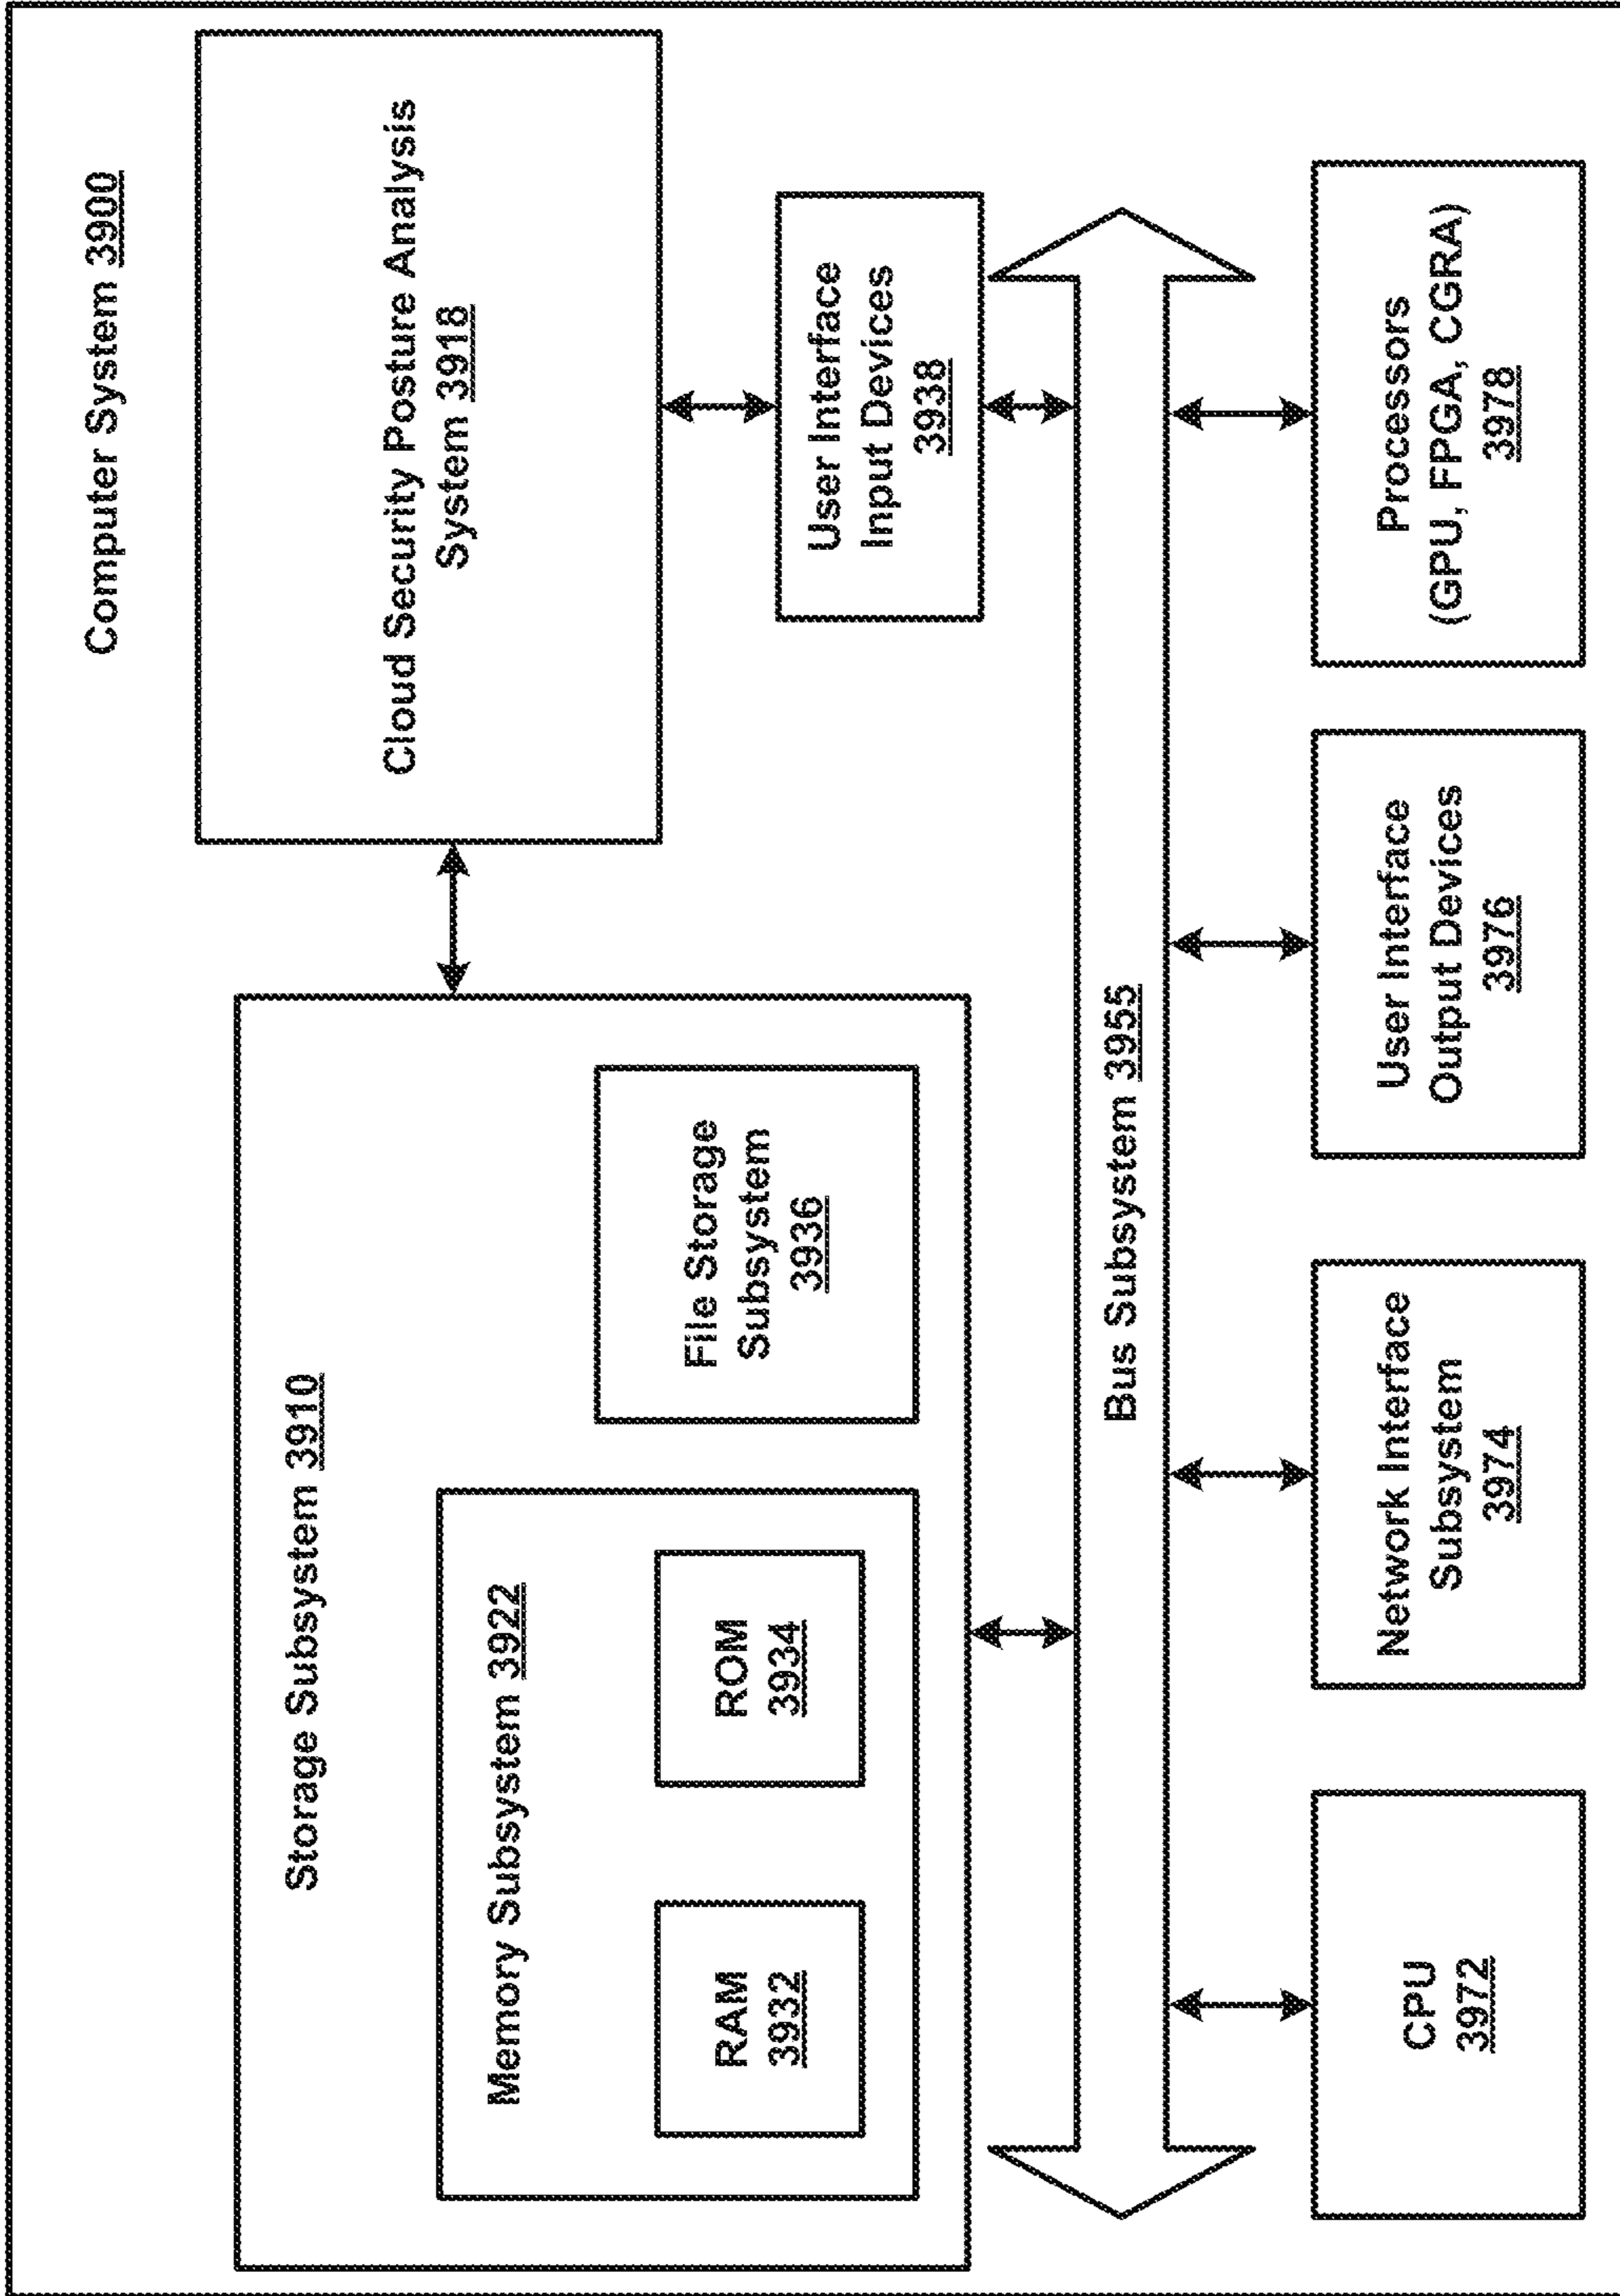 Computer System 3900
Storage Subsystem 3910
Memory Subsystem 3922
RAM
3932
ROM
3934
File Storage
Subsystem
3936
Cloud Security Posture Analysis
System 3918
User Interface
Input Devices
3938
Bus Subsystem 3955
CPU
3972
Network Interface
Subsystem
3974
User Interface
Output Devices
3976
Processors
(GPU, FPGA, CGRA)
3978